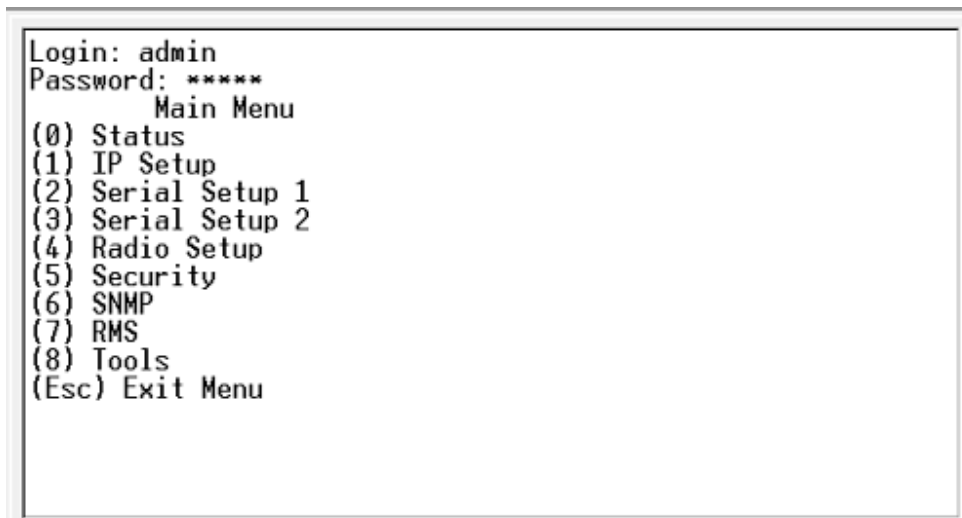 Login: admin
Password: *****
Main Menu
(0) Status
(1) IP Setup
(2) Serial Setup 1
(3) Serial Setup 2
(4) Radio Setup
(5) Security
(6) SNMP
(7) RMS
(8) Tools
(Esc) Exit Menu